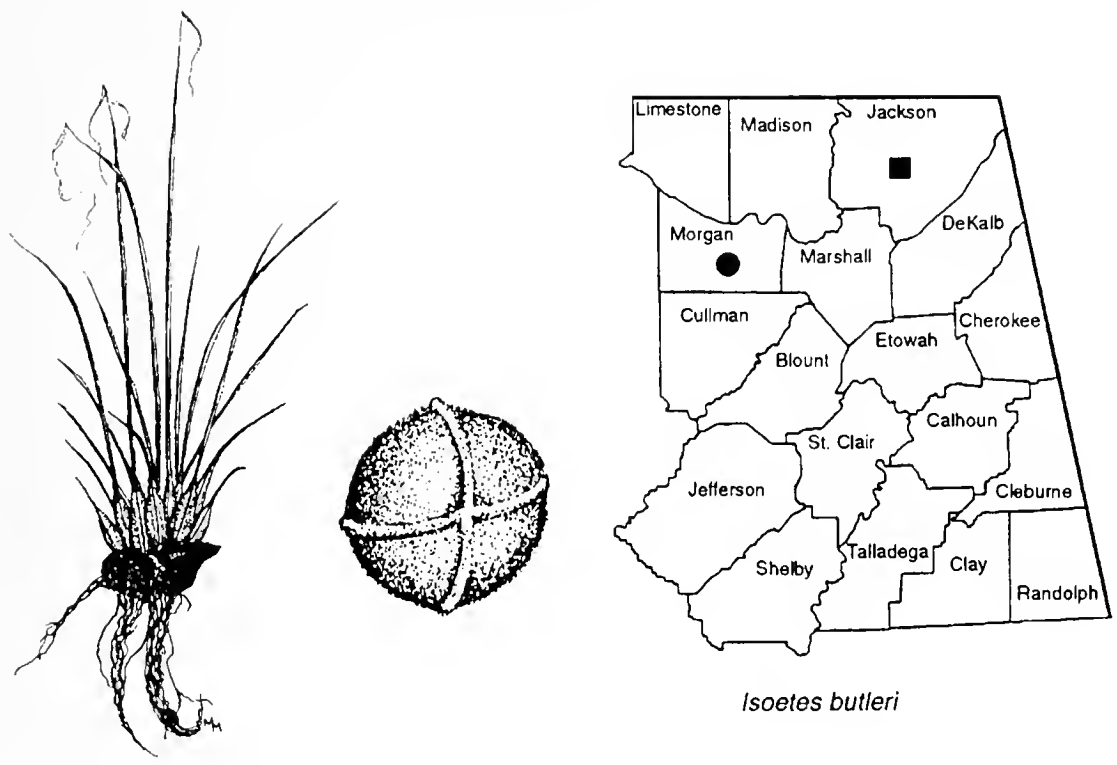 Limestone
Madison
Jackson
Morgan
Marshall
DeKalb
Cullman
Blount
Etowah
Cherokee
St. Clair
Calhoun
Jefferson
Cleburne
Shelby
Talladega
Clay
Randolph
MM
Isoetes butleri